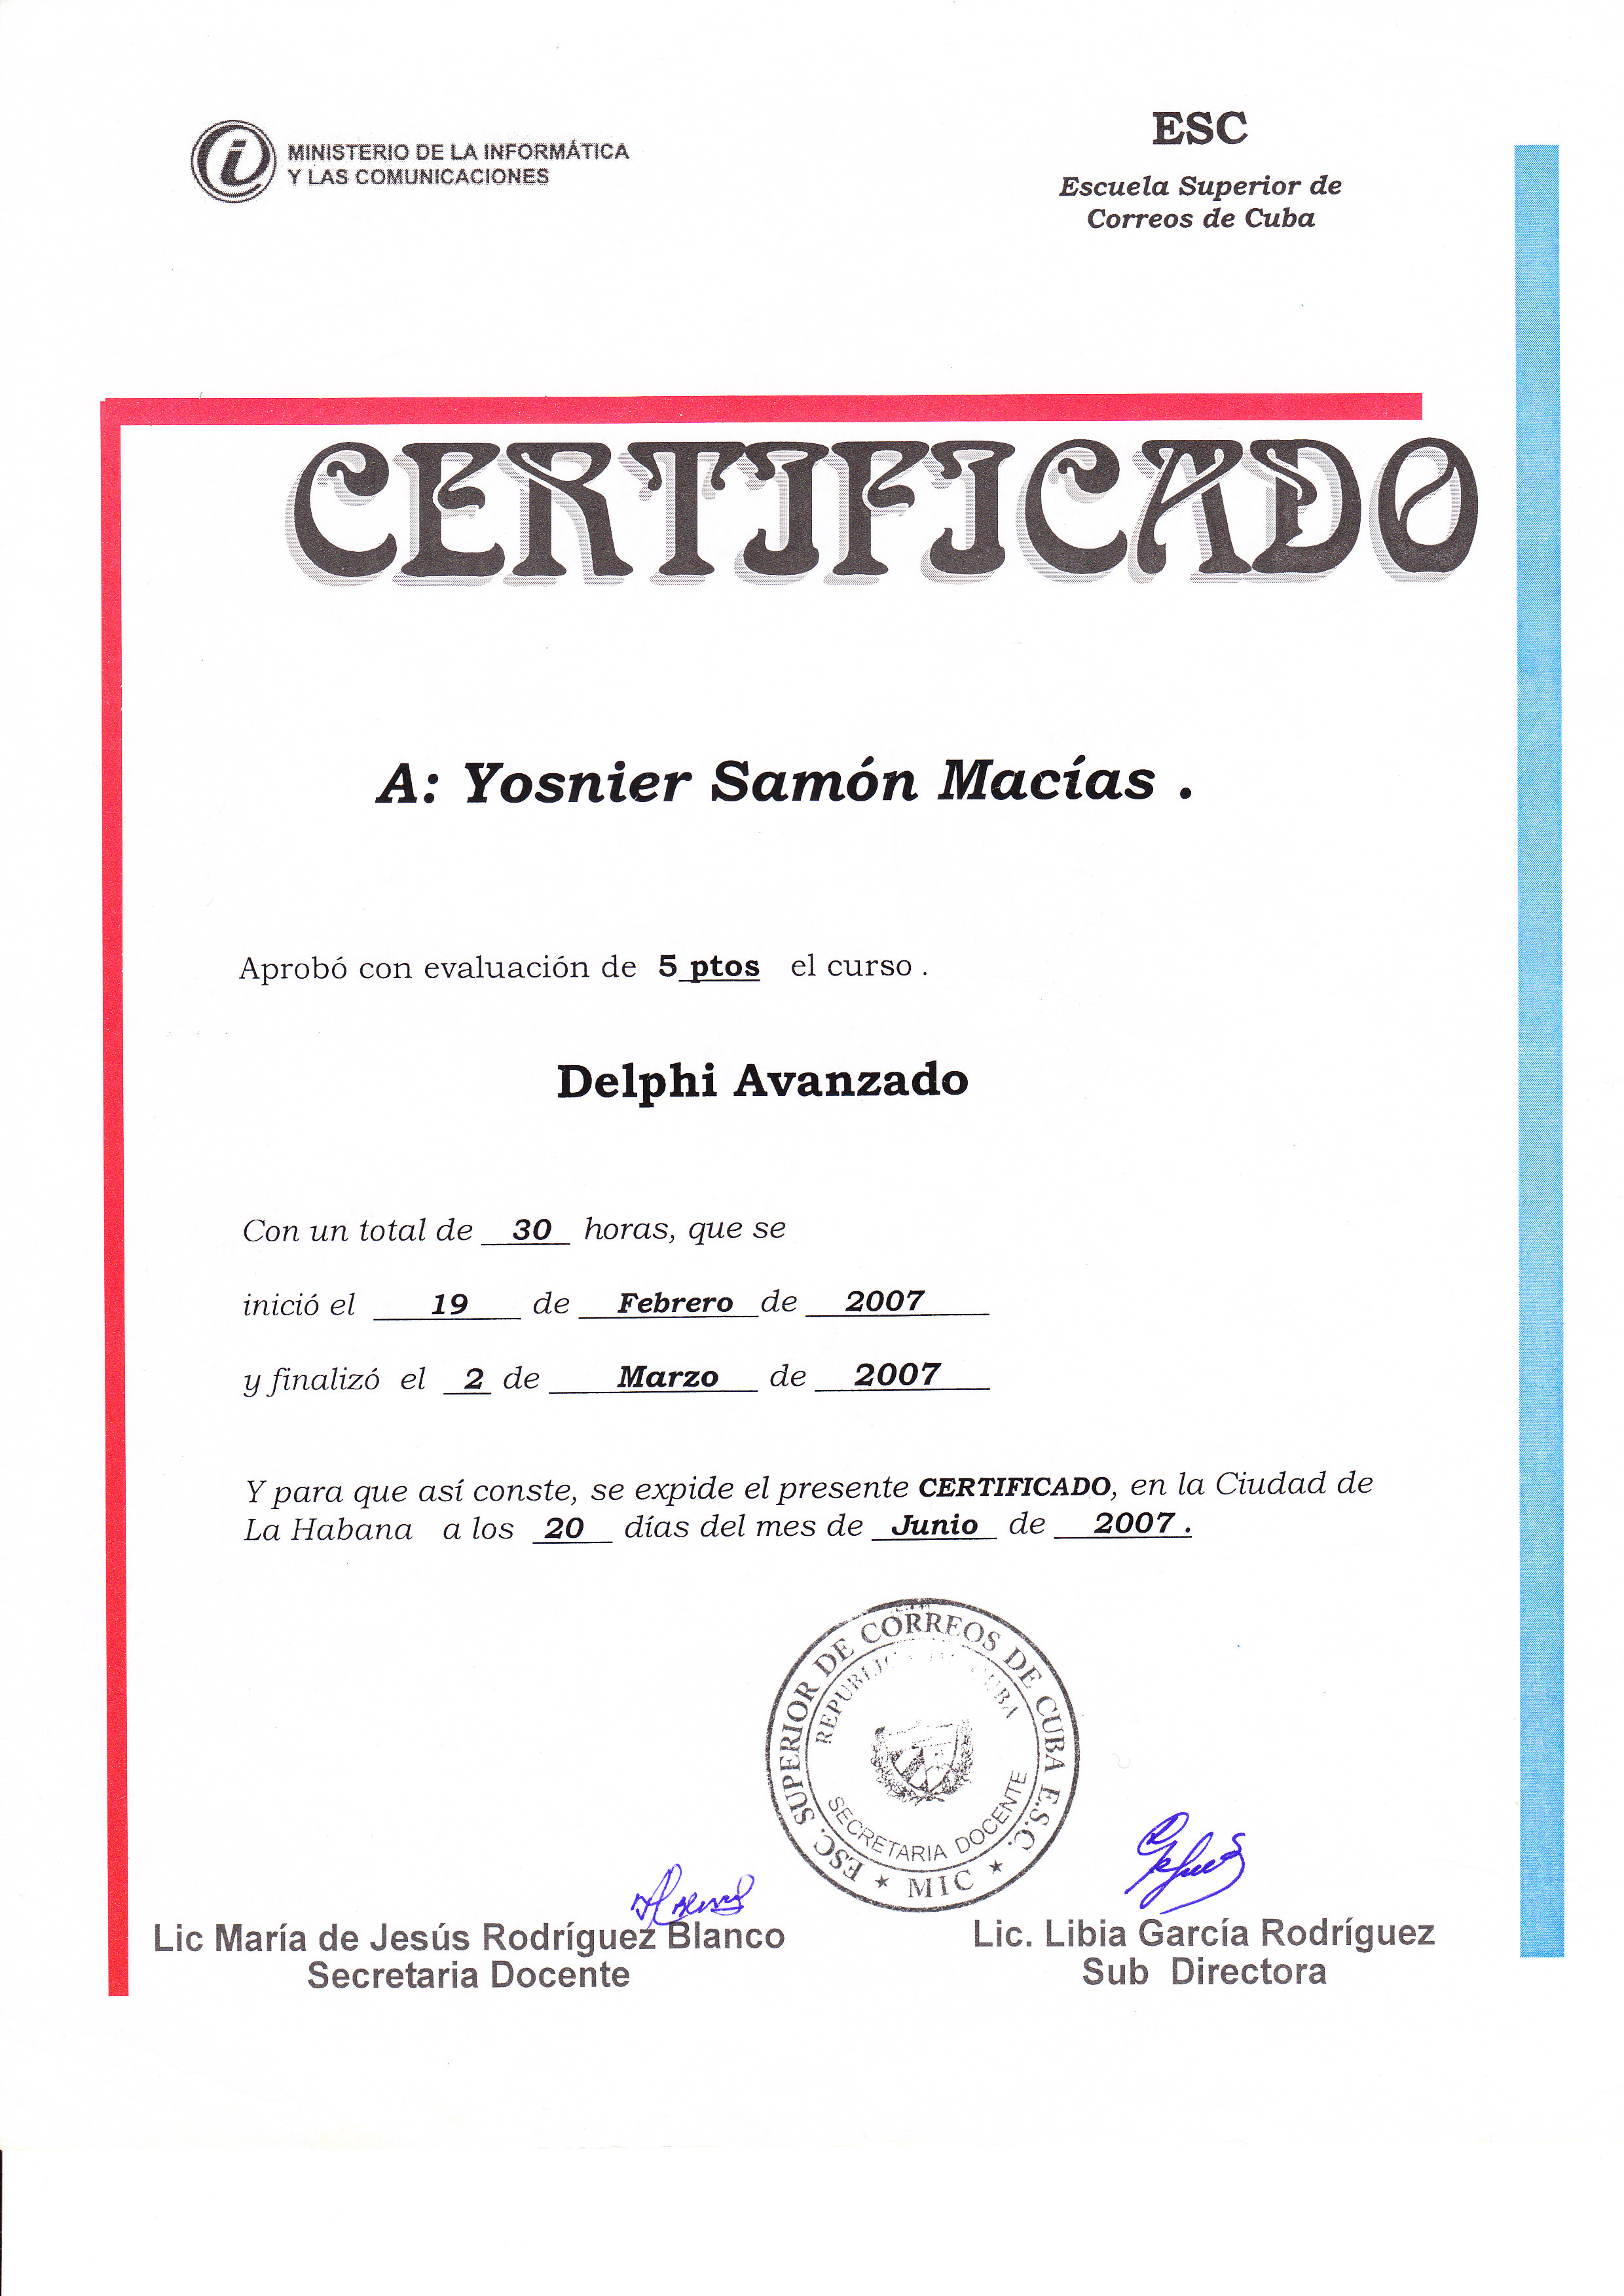 MINISTERIO DE LA INFORMÁTICA
Y LAS COMUNICACIONES
ESC
Escuela Superior de
Correos de Cuba
CERTIFICADO
A: Yosnier Samón Macías .
Aprobó con evaluación de 5 ptos el curso .
Delphi Avanzado
Con un total de 30 horas, que se
inició el 19 de Febrero de 2007
y finalizó el 2 de Marzo de 2007
Y para que así conste, se expide el presente CERTIFICADO, en la Ciudad de
La Habana a los 20 días del mes de Junio de 2007 .
ESC. SUPERIOR DE CORREOS DE CUBA E.S.C.
REPUBLICA DE CUBA
SECRETARIA DOCENTE
★ MIC ★
Lic María de Jesús Rodríguez Blanco
Secretaria Docente
Lic. Libia García Rodríguez
Sub Directora